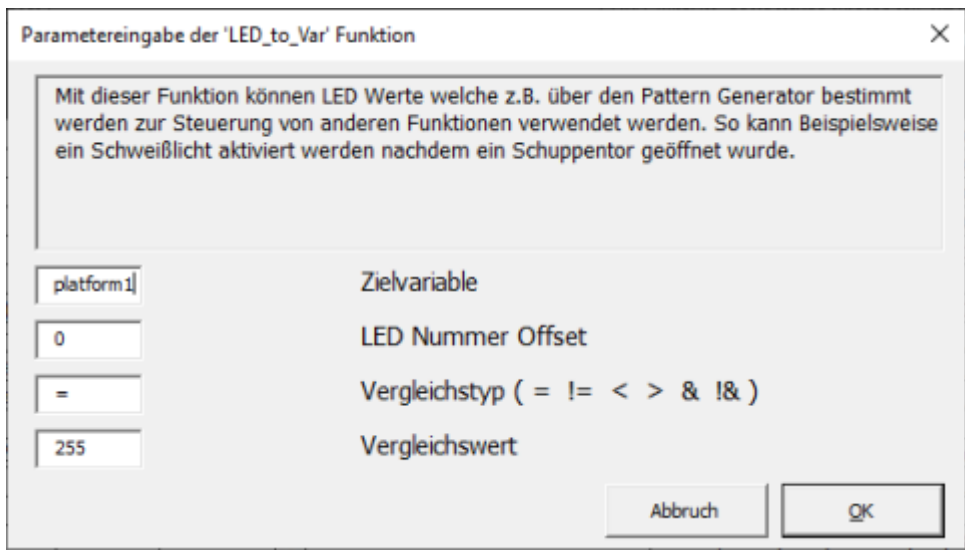 Parametereingabe der 'LED_to_Var' Funktion
Mit dieser Funktion können LED Werte welche z.B. über den Pattern Generator bestimmt
werden zur Steuerung von anderen Funktionen verwendet werden. So kann Beispielsweise
ein Schweißlicht aktiviert werden nachdem ein Schuppentor geöffnet wurde.
platform1 Zielvariable
0 LED Nummer Offset
= Vergleichstyp ( = != < > & !& )
255 Vergleichswert
Abbruch OK